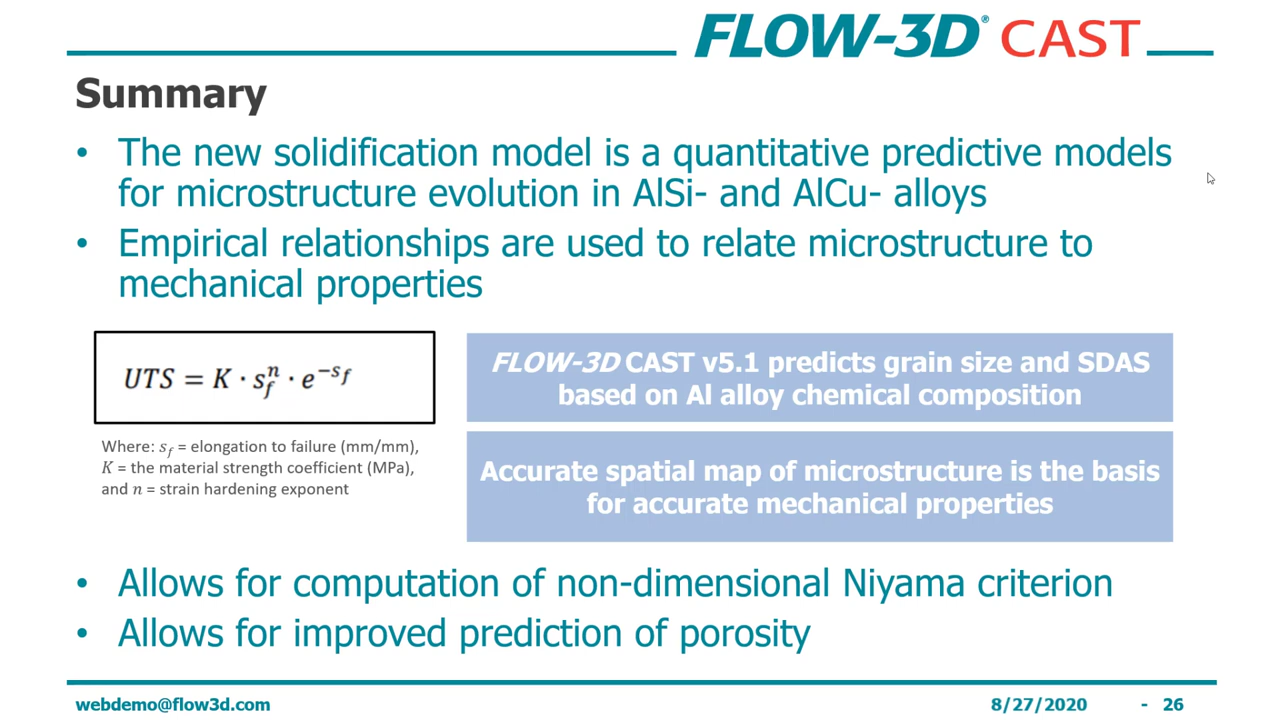 FLOW-3D® CAST
Summary
• The new solidification model is a quantitative predictive models
for microstructure evolution in AlSi- and AlCu- alloys
• Empirical relationships are used to relate microstructure to
mechanical properties
UTS = K · s_f^n · e^{-s_f}
Where: s_f = elongation to failure (mm/mm),
K = the material strength coefficient (MPa),
and n = strain hardening exponent
FLOW-3D CAST v5.1 predicts grain size and SDAS
based on Al alloy chemical composition
Accurate spatial map of microstructure is the basis
for accurate mechanical properties
• Allows for computation of non-dimensional Niyama criterion
• Allows for improved prediction of porosity
webdemo@flow3d.com
8/27/2020 - 26